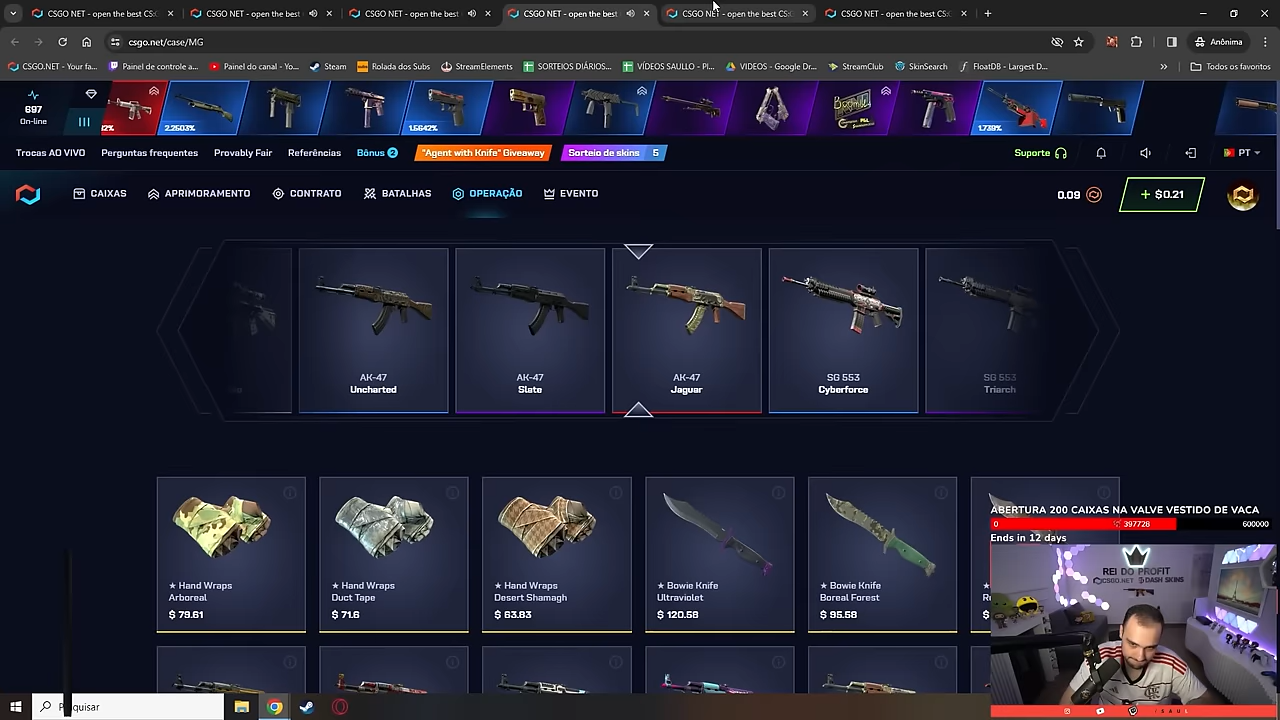 CSGO NET - open the best CS:
CSGO NET - open the best
CSGO NET - open the best
CSGO NET - open the best
CSGO NET - open the best CS:
CSGO NET - open the best CS:
csgo.net/case/MG
Anônima
CSGO.NET - Your fa...
Painel de controle a...
Painel do canal - Yo...
Steam
Rolada dos Subs
StreamElements
SORTEIOS DIÁRIOS...
VÍDEOS SAULLO - Pl...
VIDEOS - Google Dr...
StreamClub
SkinSearch
FloatDB - Largest D...
Todos os favoritos
697
On-line
2.2503%
1.5642%
1.739%
Trocas AO VIVO
Perguntas frequentes
Provably Fair
Referências
Bônus 2
"Agent with Knife" Giveaway
Sorteio de skins 5
Suporte
PT
CAIXAS
APRIMORAMENTO
CONTRATO
BATALHAS
OPERAÇÃO
EVENTO
0.09
+ $0.21
AK-47
Uncharted
AK-47
Slate
AK-47
Jaguar
SG 553
Cyberforce
SG 553
Triarch
★ Hand Wraps
Arboreal
$ 79.61
★ Hand Wraps
Duct Tape
$ 71.6
★ Hand Wraps
Desert Shamagh
$ 63.83
★ Bowie Knife
Ultraviolet
$ 120.58
★ Bowie Knife
Boreal Forest
$ 95.58
ABERTURA 200 CAIXAS NA VALVE VESTIDO DE VACA
0
397728
600000
Ends in 12 days
REI DO PROFIT
CSGO.NET
DASH SKINS